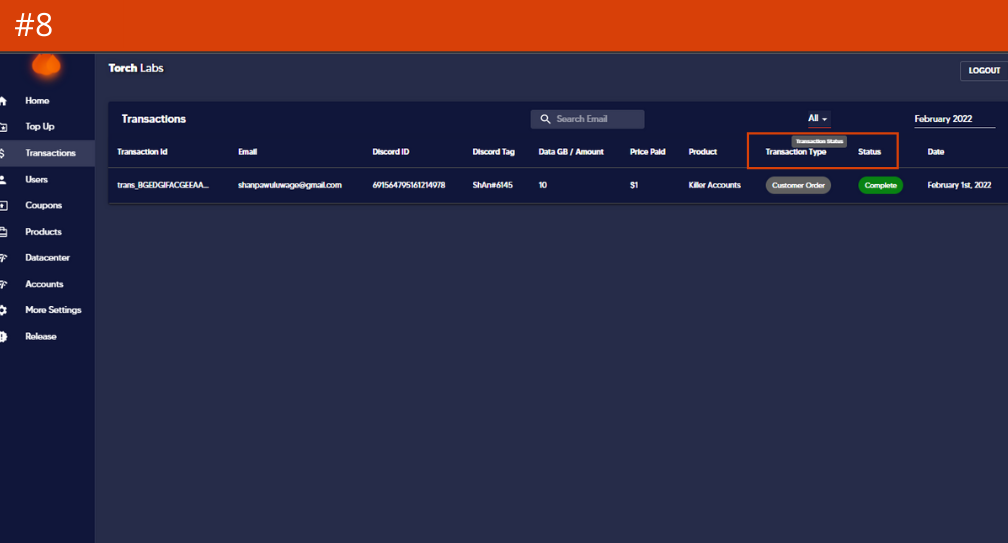 #8
Torch Labs
LOGOUT
Home
Top Up
Transactions
Users
Coupons
Products
Datacenter
Accounts
More Settings
Release
Transactions
Search Email
All
February 2022
Transaction Status
Transaction Id Email Discord ID Discord Tag Data GB / Amount Price Paid Product Transaction Type Status Date
trans_BGEDGIFACGEEAA... shanpawuluwage@gmail.com 691564795161214978 ShAn#6145 10 $1 Killer Accounts Customer Order Complete February 1st, 2022